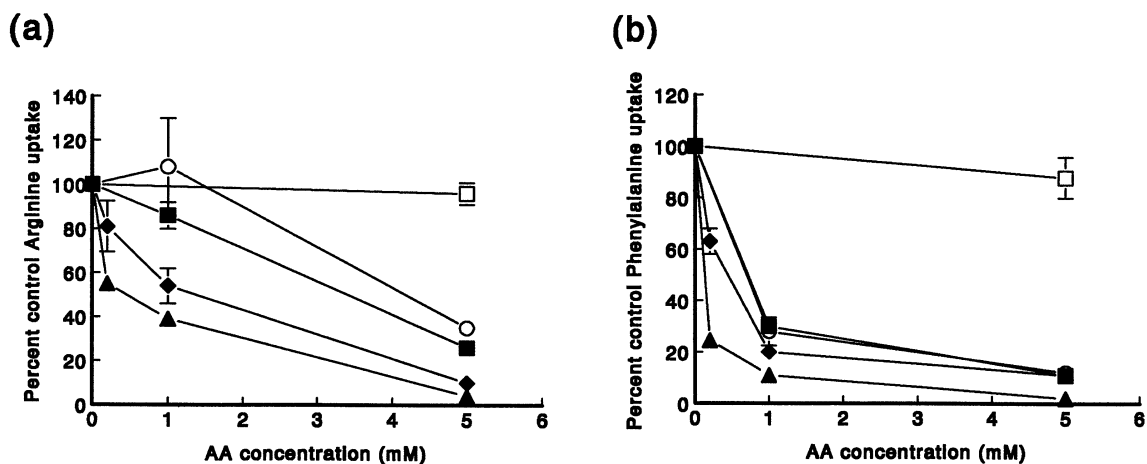 (a)
Percent control Arginine uptake
140
120
100
80
60
40
20
0
0 1 2 3 4 5 6
AA concentration (mM)
(b)
Percent control Phenylalanine uptake
120
100
80
60
40
20
0
0 1 2 3 4 5 6
AA concentration (mM)